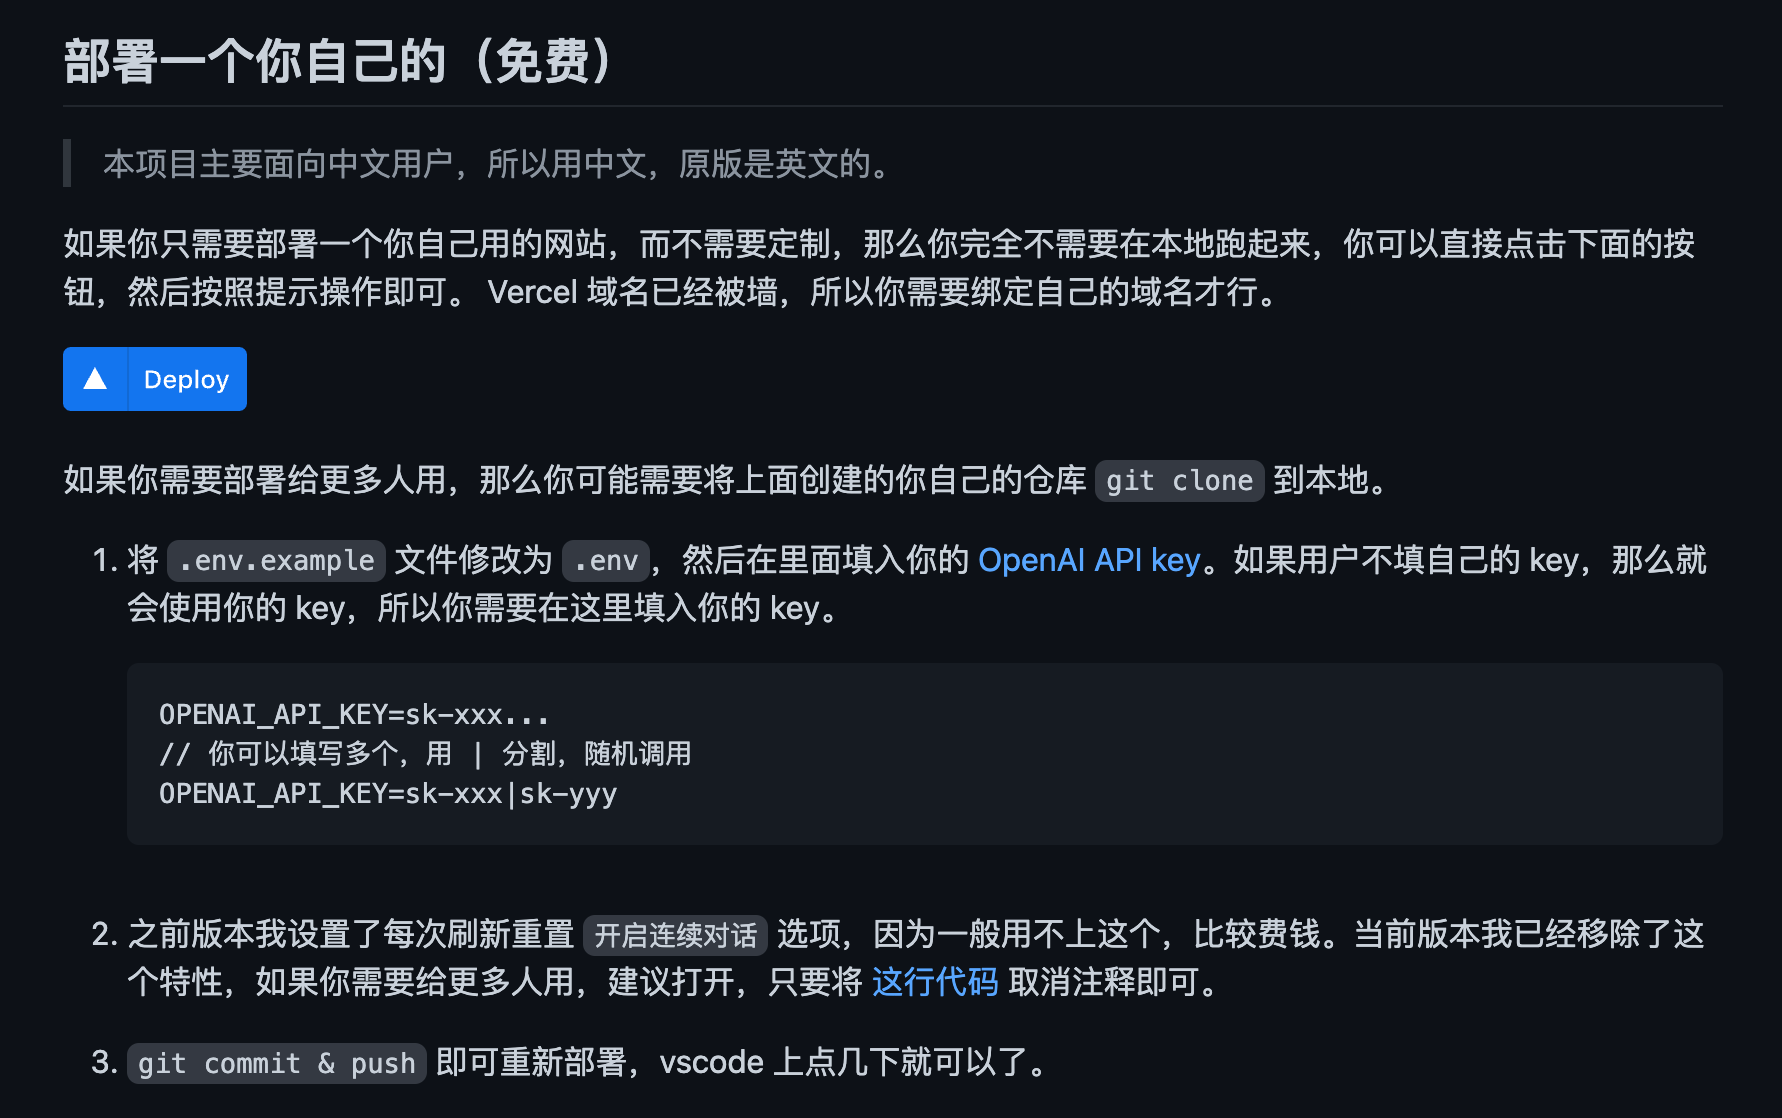 部署一个你自己的（免费）
本项目主要面向中文用户，所以用中文，原版是英文的。
如果你只需要部署一个你自己用的网站，而不需要定制，那么你完全不需要在本地跑起来，你可以直接点击下面的按
钮，然后按照提示操作即可。 Vercel 域名已经被墙，所以你需要绑定自己的域名才行。
Deploy
如果你需要部署给更多人用，那么你可能需要将上面创建的你自己的仓库 git clone 到本地。
1. 将 .env.example 文件修改为 .env，然后在里面填入你的 OpenAI API key。如果用户不填自己的 key，那么就
会使用你的 key，所以你需要在这里填入你的 key。
OPENAI_API_KEY=sk-xxx...
// 你可以填写多个，用 | 分割，随机调用
OPENAI_API_KEY=sk-xxx|sk-yyy
2. 之前版本我设置了每次刷新重置 开启连续对话 选项，因为一般用不上这个，比较费钱。当前版本我已经移除了这
个特性，如果你需要给更多人用，建议打开，只要将 这行代码 取消注释即可。
3. git commit & push 即可重新部署，vscode 上点几下就可以了。